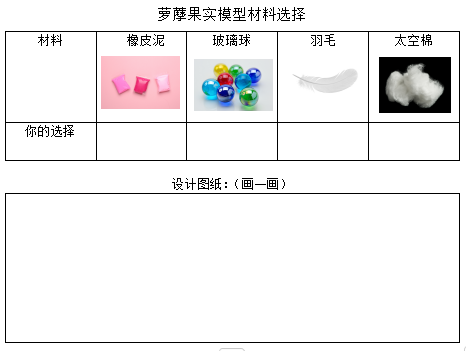 萝藦果实模型材料选择
材料 橡皮泥 玻璃球 羽毛 太空棉
你的选择
设计图纸：（画一画）